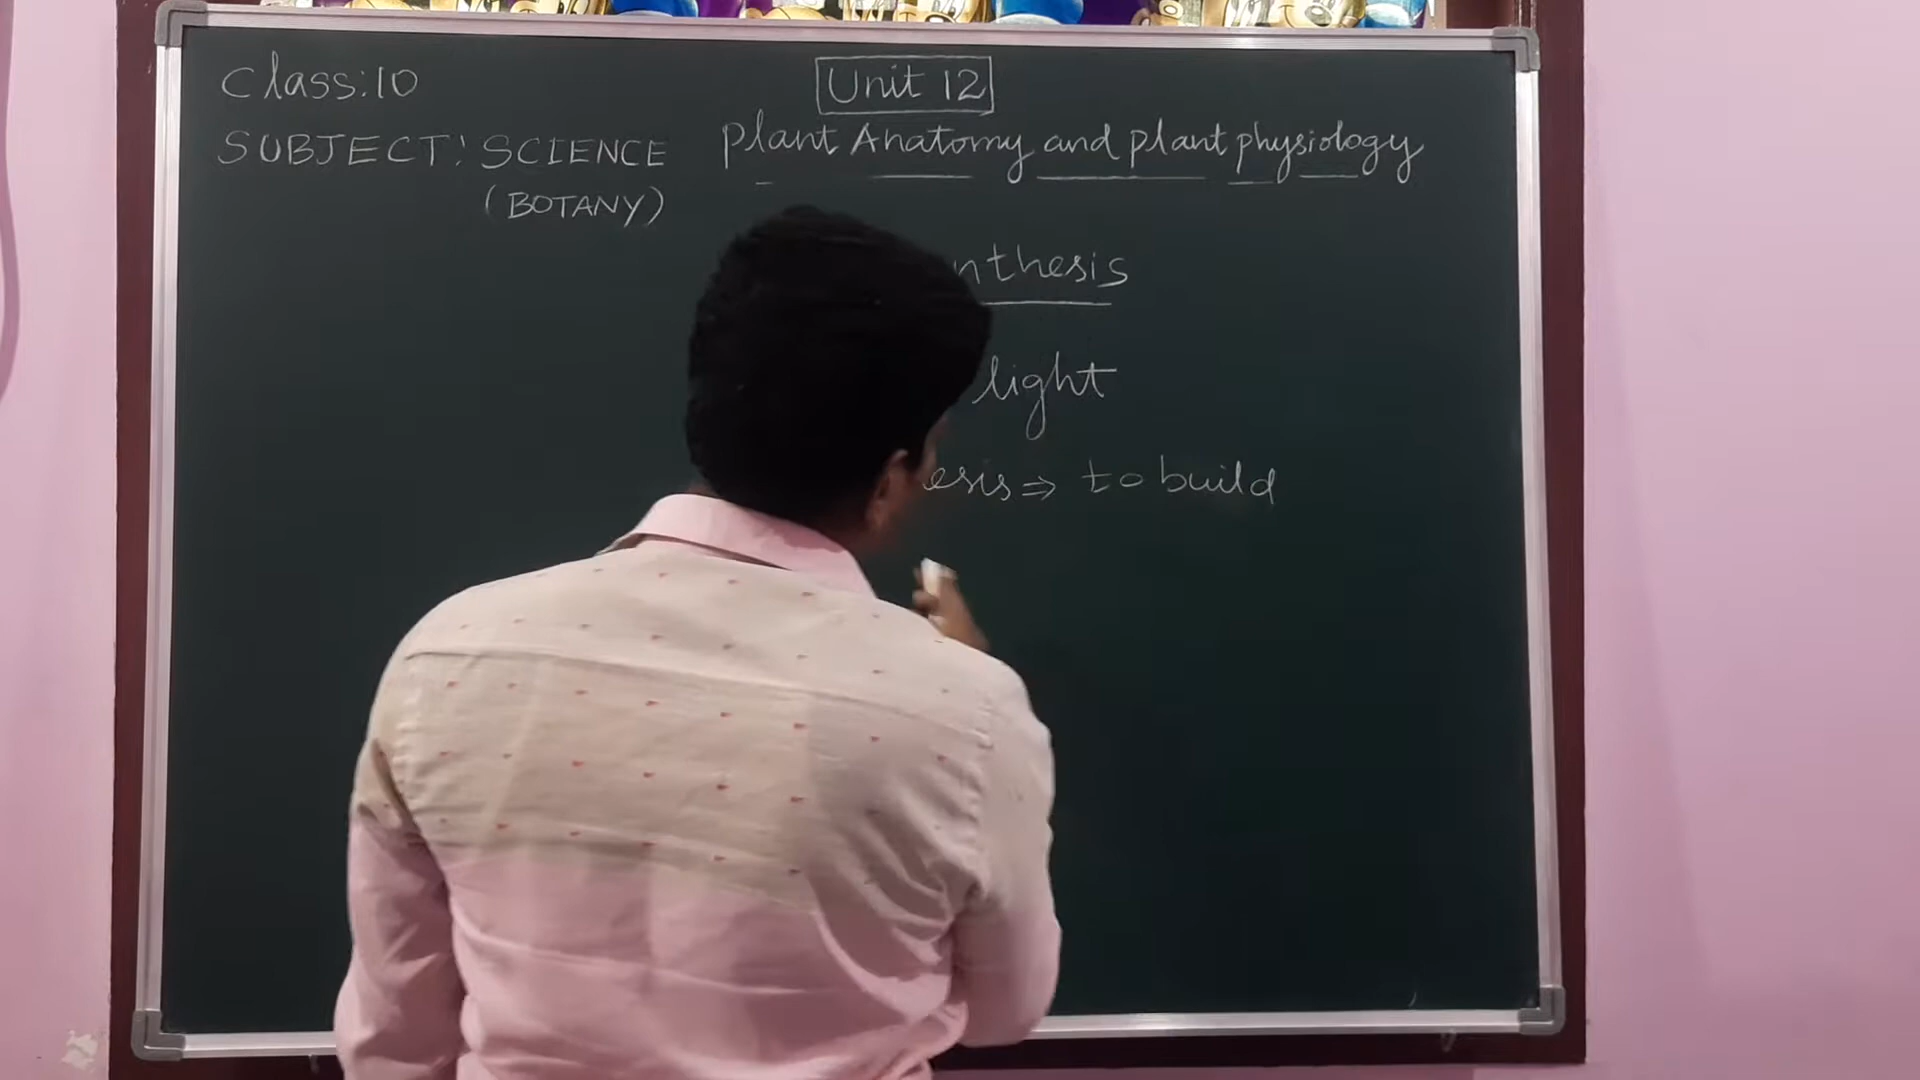 Class:10
Unit 12
SUBJECT: SCIENCE
(BOTANY)
Plant Anatomy and plant physiology
nthesis
light
esis ⇒ to build